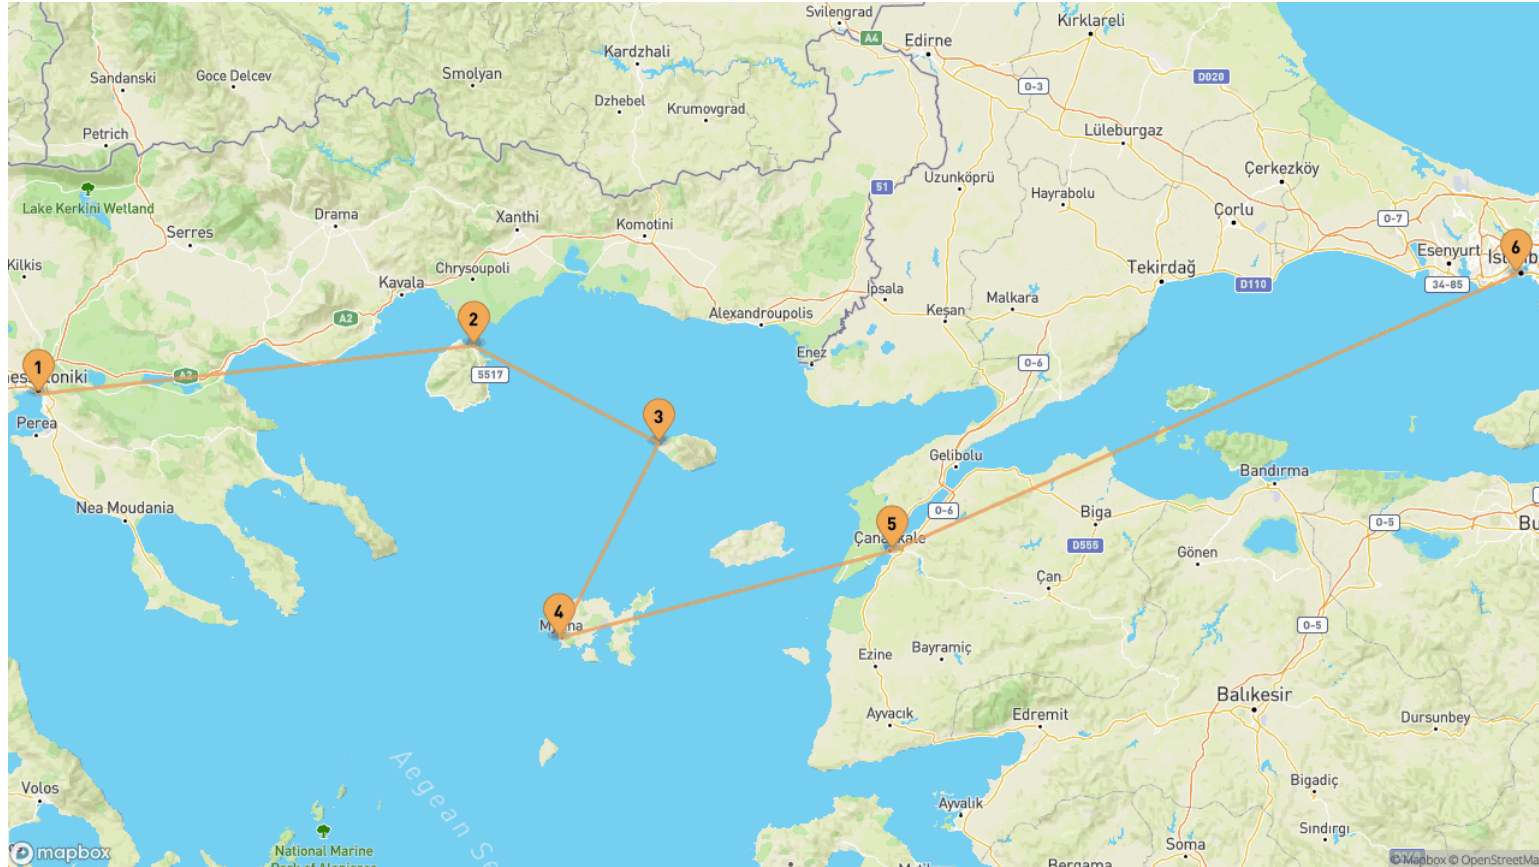 Svilengrad
Kırklareli
A4
Edirne
Kardzhali
Smolyan
Sandanski
Goce Delcev
D020
O-3
Dzhebel
Krumovgrad
Petrich
Lüleburgaz
Çerkezköy
Uzunköprü
51
Hayrabolu
Lake Kerkini Wetland
Drama
Xanthi
Komotini
Çorlu
O-7
Serres
6
Esenyurt
Kilkis
Chrysoupoli
Tekirdağ
D110
34-85
Kavala
İpsala
Malkara
Keşan
A2
2
Alexandroupolis
Enez
O-6
1
5517
Perea
3
Gelibolu
Bandırma
Nea Moudania
O-6
Biga
O-5
5
D555
Gönen
Çan
4
O-5
Ezine
Bayramiç
Balıkesir
Ayvacık
Edremit
Dursunbey
Aegean Se
Volos
Bigadiç
Ayvalık
Sındırgı
mapbox
National Marine
Soma
Bergama
© Mapbox © OpenStreetMa